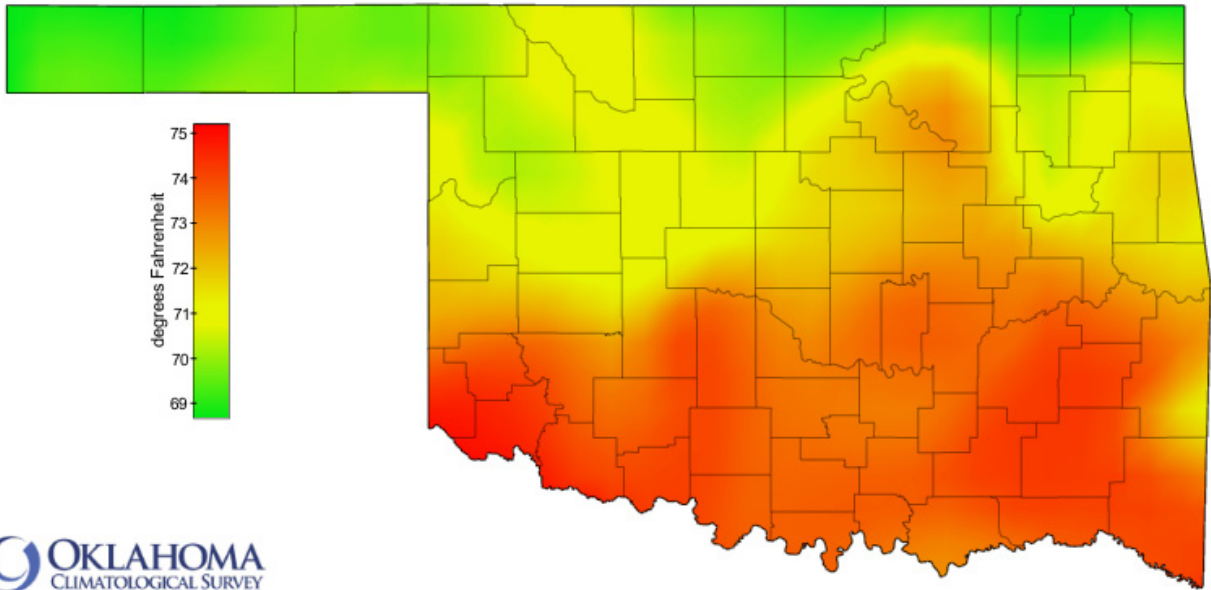 75
74
73
72
71
70
69
degrees Fahrenheit
OKLAHOMA
CLIMATOLOGICAL SURVEY